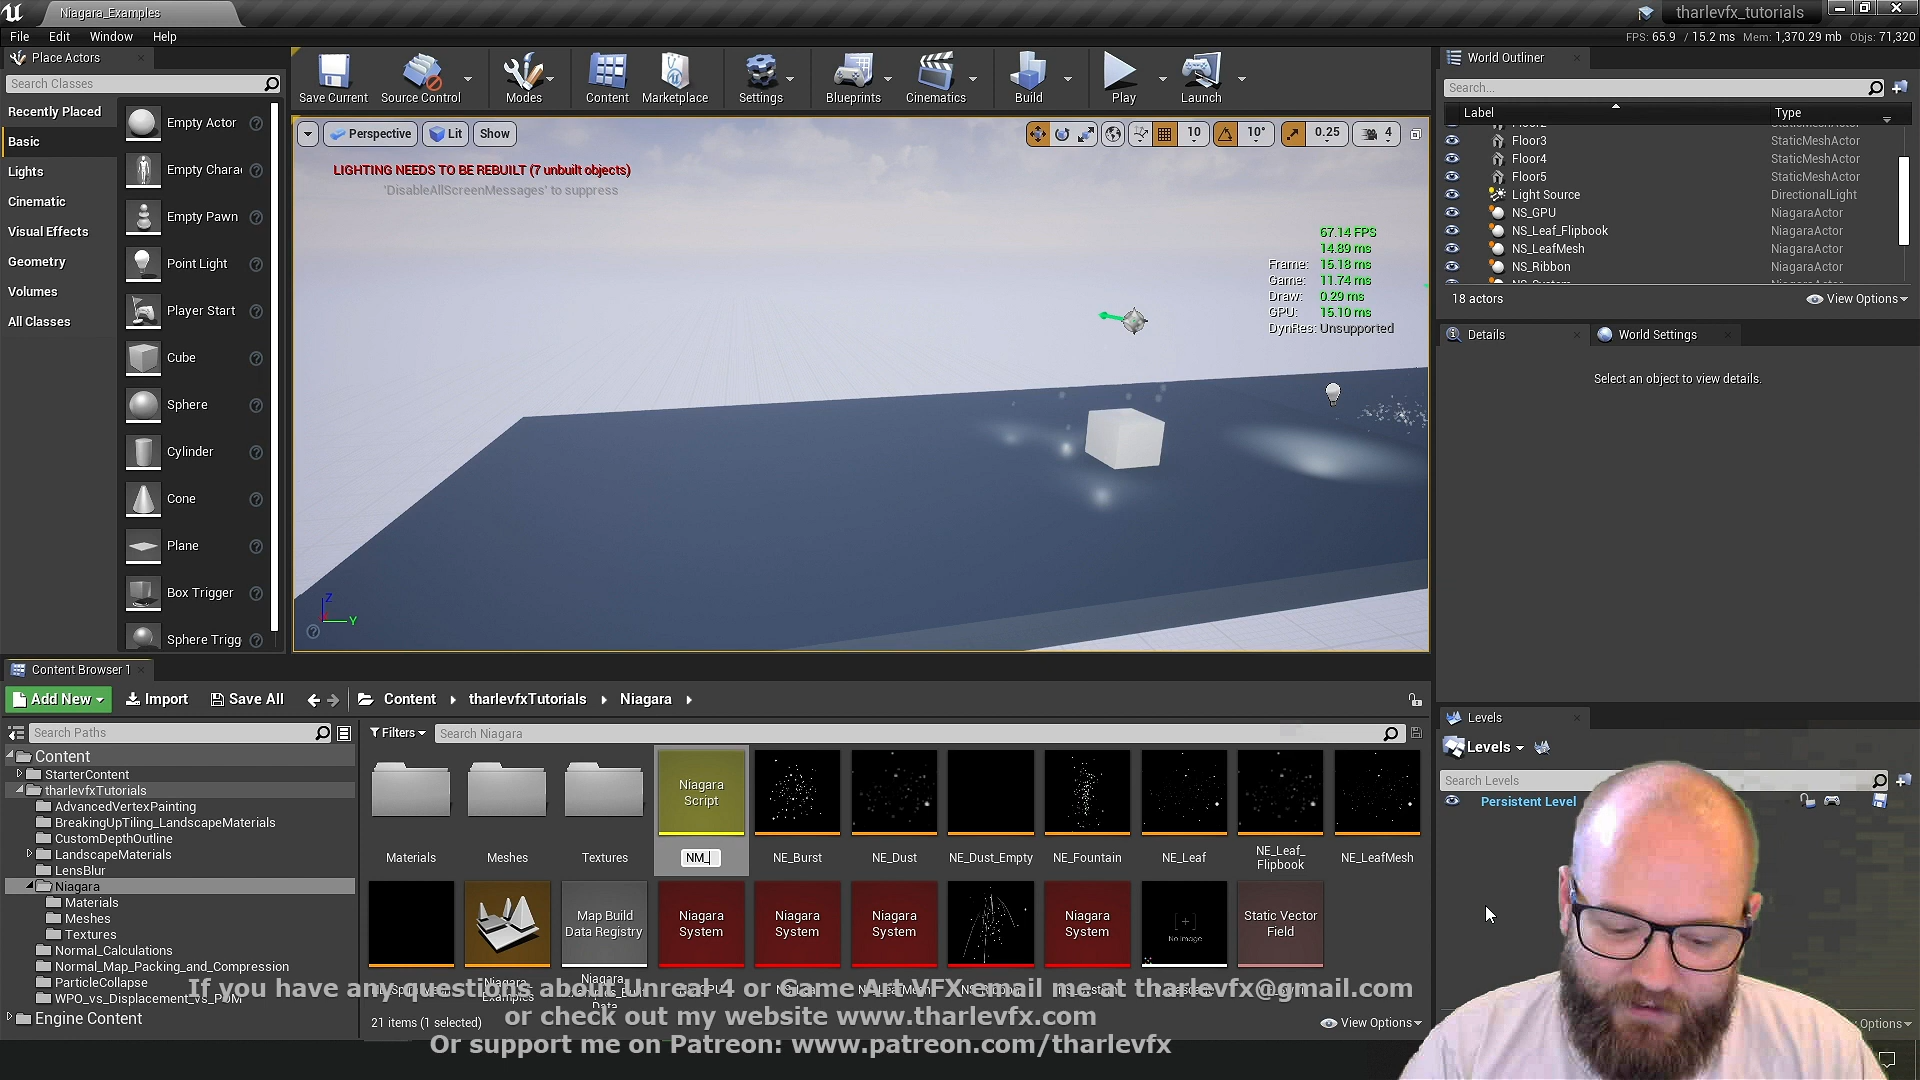 Niagara_Examples
tharlevfx_tutorials
File Edit Window Help
FPS: 65.9 / 15.2 ms Mem: 1,370.29 mb Objs: 71,320
Place Actors
Search Classes
Recently Placed
Basic
Lights
Cinematic
Visual Effects
Geometry
Volumes
All Classes
Empty Actor
Empty Chara
Empty Pawn
Point Light
Player Start
Cube
Sphere
Cylinder
Cone
Plane
Box Trigger
Sphere Trigg
Save Current
Source Control
Modes
Content
Marketplace
Settings
Blueprints
Cinematics
Build
Play
Launch
Perspective Lit Show
10 10° 0.25 4
LIGHTING NEEDS TO BE REBUILT (7 unbuilt objects)
'DisableAllScreenMessages' to suppress
67.14 FPS
14.89 ms
Frame: 15.18 ms
Game: 11.74 ms
Draw: 0.29 ms
GPU: 15.10 ms
DynRes: Unsupported
Z
Y
World Outliner
Search...
Label Type
Floor3 StaticMeshActor
Floor4 StaticMeshActor
Floor5 StaticMeshActor
Light Source DirectionalLight
NS_GPU NiagaraActor
NS_Leaf_Flipbook NiagaraActor
NS_LeafMesh NiagaraActor
NS_Ribbon NiagaraActor
18 actors
View Options
Details
World Settings
Select an object to view details.
Levels
Levels
Search Levels
Persistent Level
Content Browser 1
Add New Import Save All Content tharlevfxTutorials Niagara
Search Paths
Content
StarterContent
tharlevfxTutorials
AdvancedVertexPainting
BreakingUpTiling_LandscapeMaterials
CustomDepthOutline
LandscapeMaterials
LensBlur
Niagara
Materials
Meshes
Textures
Normal_Calculations
Normal_Map_Packing_and_Compression
ParticleCollapse
WPO_vs_Displacement_vs_POM
Engine Content
Filters
Search Niagara
Niagara
Script
Materials
Meshes
Textures
NM_
NE_Burst
NE_Dust
NE_Dust_Empty
NE_Fountain
NE_Leaf
NE_Leaf_
Flipbook
NE_LeafMesh
Map Build
Data Registry
Niagara
System
Niagara
System
Niagara
System
Niagara
System
No Image
Static Vector
Field
21 items (1 selected)
View Options
If you have any questions about Unreal 4 or Game Art/VFX email me at tharlevfx@gmail.com
or check out my website www.tharlevfx.com
Or support me on Patreon: www.patreon.com/tharlevfx